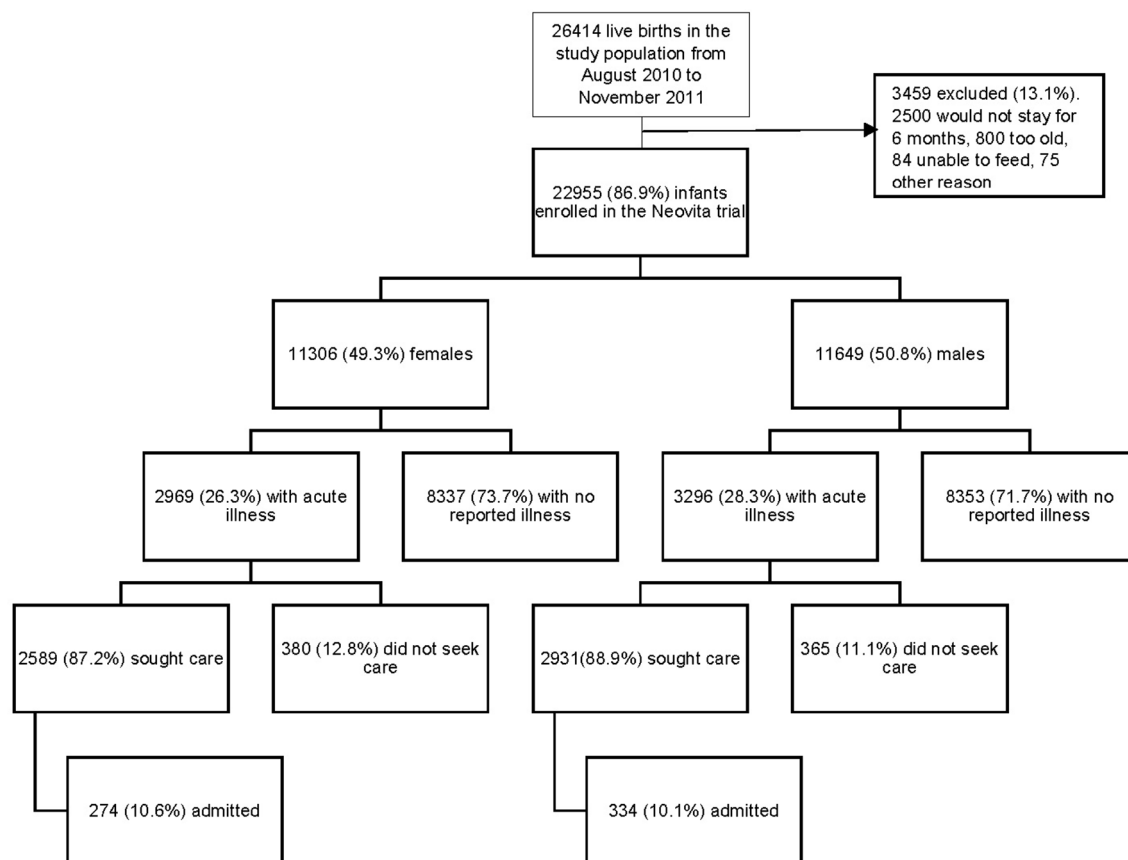 26414 live births in the
study population from
August 2010 to
November 2011
3459 excluded (13.1%).
2500 would not stay for
6 months, 800 too old,
84 unable to feed, 75
other reason
22955 (86.9%) infants
enrolled in the Neovita trial
11306 (49.3%) females
11649 (50.8%) males
2969 (26.3%) with acute
illness
8337 (73.7%) with no
reported illness
3296 (28.3%) with acute
illness
8353 (71.7%) with no
reported illness
2589 (87.2%) sought care
380 (12.8%) did not seek
care
2931(88.9%) sought care
365 (11.1%) did not seek
care
274 (10.6%) admitted
334 (10.1%) admitted